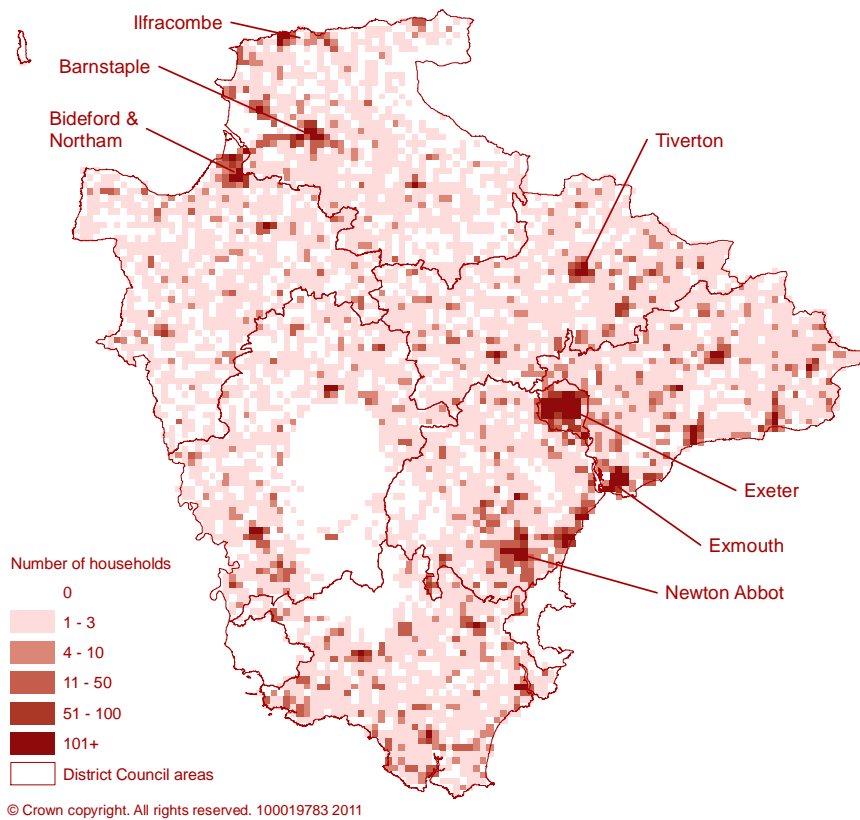 Ilfracombe
Barnstaple
Bideford &
Northam
Tiverton
Exeter
Exmouth
Newton Abbot
Number of households
0
1 - 3
4 - 10
11 - 50
51 - 100
101+
District Council areas
© Crown copyright. All rights reserved. 100019783 2011